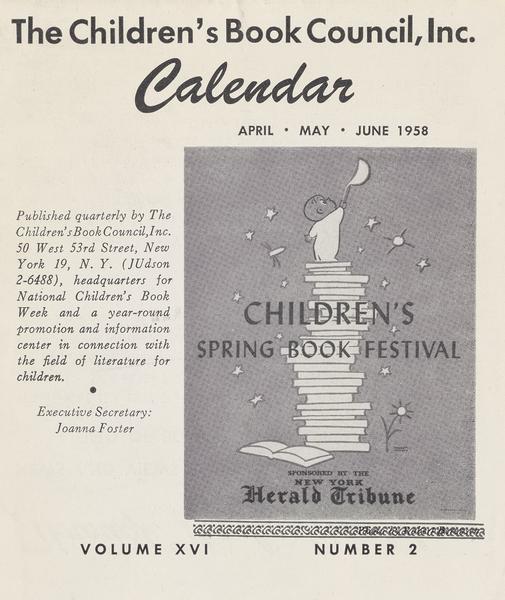 The Children's Book Council, Inc.
Calendar
APRIL • MAY • JUNE 1958
Published quarterly by The
Children's Book Council, Inc.
50 West 53rd Street, New
York 19, N. Y. (JUdson
2-6488), headquarters for
National Children's Book
Week and a year-round
promotion and information
center in connection with
the field of literature for
children.
•
Executive Secretary:
Joanna Foster
CHILDREN'S
SPRING BOOK FESTIVAL
SPONSORED BY THE
NEW YORK
Herald Tribune
VOLUME XVI
NUMBER 2